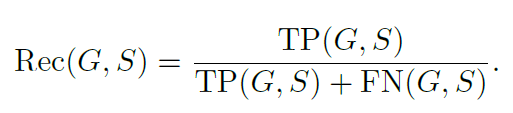 Rec(G, S) = TP(G, S) / TP(G, S) + FN(G, S).